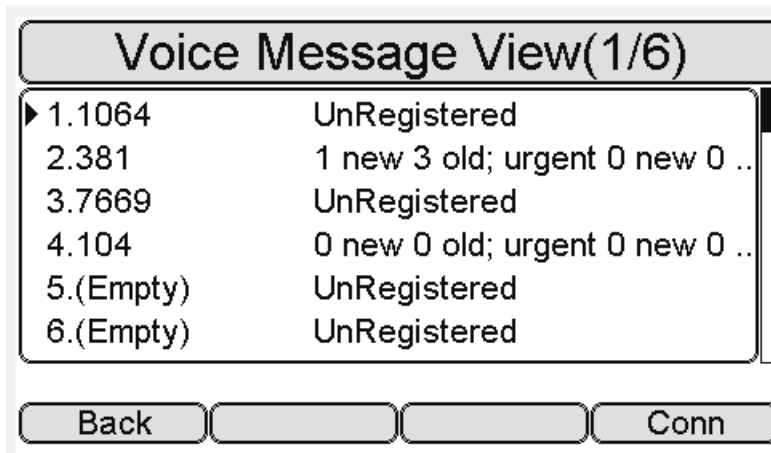 Voice Message View(1/6)
1.1064 UnRegistered
2.381 1 new 3 old; urgent 0 new 0 ..
3.7669 UnRegistered
4.104 0 new 0 old; urgent 0 new 0 ..
5.(Empty) UnRegistered
6.(Empty) UnRegistered
Back Conn